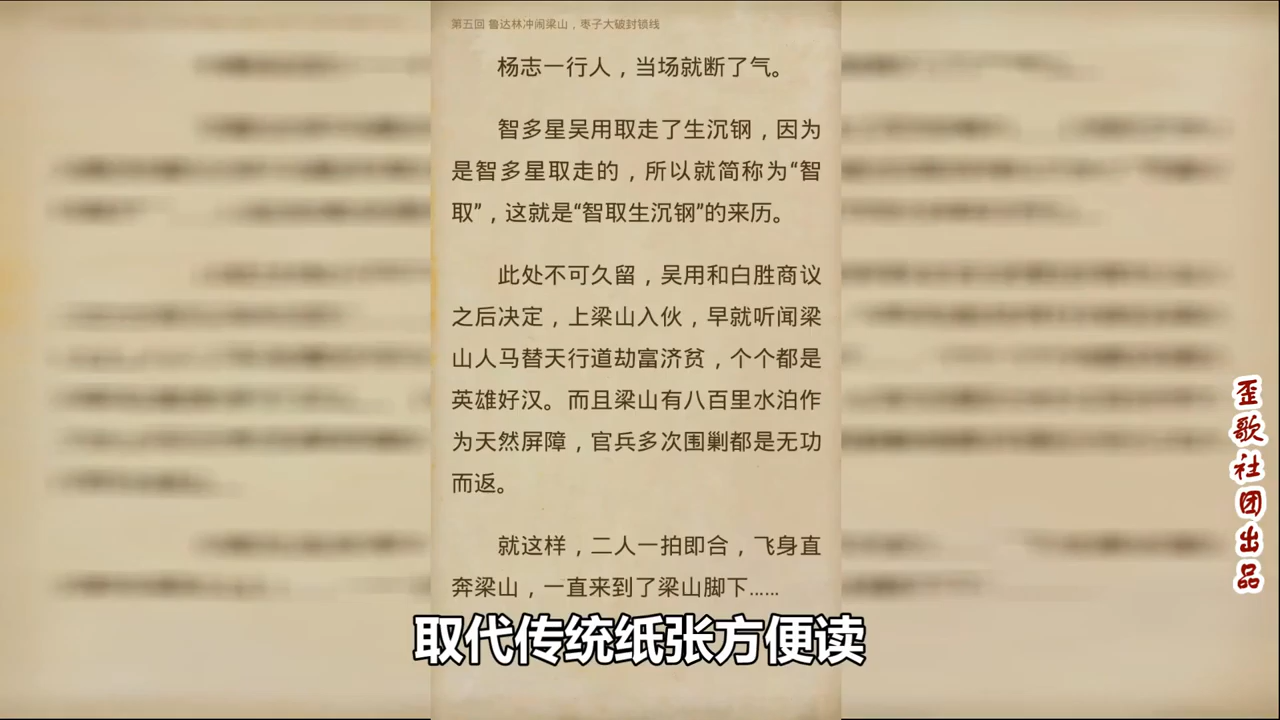 第五回 鲁达林冲闹梁山，枣子大破封锁线
杨志一行人，当场就断了气。
智多星吴用取走了生沉钢，因为
是智多星取走的，所以就简称为“智
取”，这就是“智取生沉钢”的来历。
此处不可久留，吴用和白胜商议
之后决定，上梁山入伙，早就听闻梁
山人马替天行道劫富济贫，个个都是
英雄好汉。而且梁山有八百里水泊作
为天然屏障，官兵多次围剿都是无功
而返。
就这样，二人一拍即合，飞身直
奔梁山，一直来到了梁山脚下……
取代传统纸张方便读
歪歌社团出品